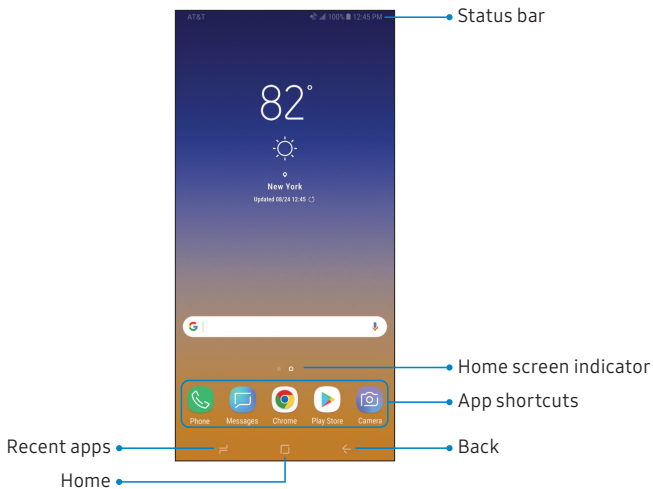 AT&T 100% 12:45 PM
Status bar
82°
New York
Updated 08/24 12:45
G
Home screen indicator
App shortcuts
Phone Messages Chrome Play Store Camera
Recent apps
Back
Home